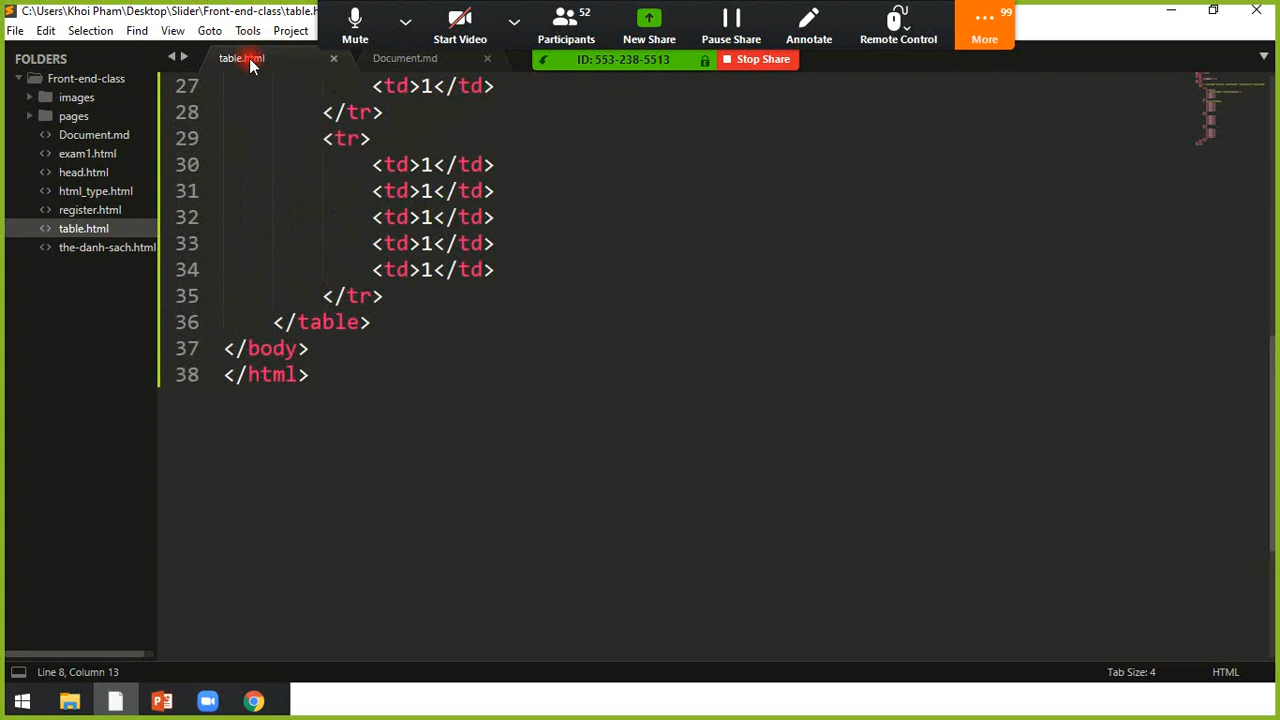 C:\Users\Khoi Pham\Desktop\Slider\Front-end-class\table.h
File Edit Selection Find View Goto Tools Project
Mute
Start Video
52
Participants
New Share
Pause Share
Annotate
Remote Control
99
More
ID: 553-238-5513
Stop Share
FOLDERS
Front-end-class
images
pages
Document.md
exam1.html
head.html
html_type.html
register.html
table.html
the-danh-sach.html
table.html
Document.md
27 <td>1</td>
28 </tr>
29 <tr>
30 <td>1</td>
31 <td>1</td>
32 <td>1</td>
33 <td>1</td>
34 <td>1</td>
35 </tr>
36 </table>
37 </body>
38 </html>
Line 8, Column 13
Tab Size: 4
HTML